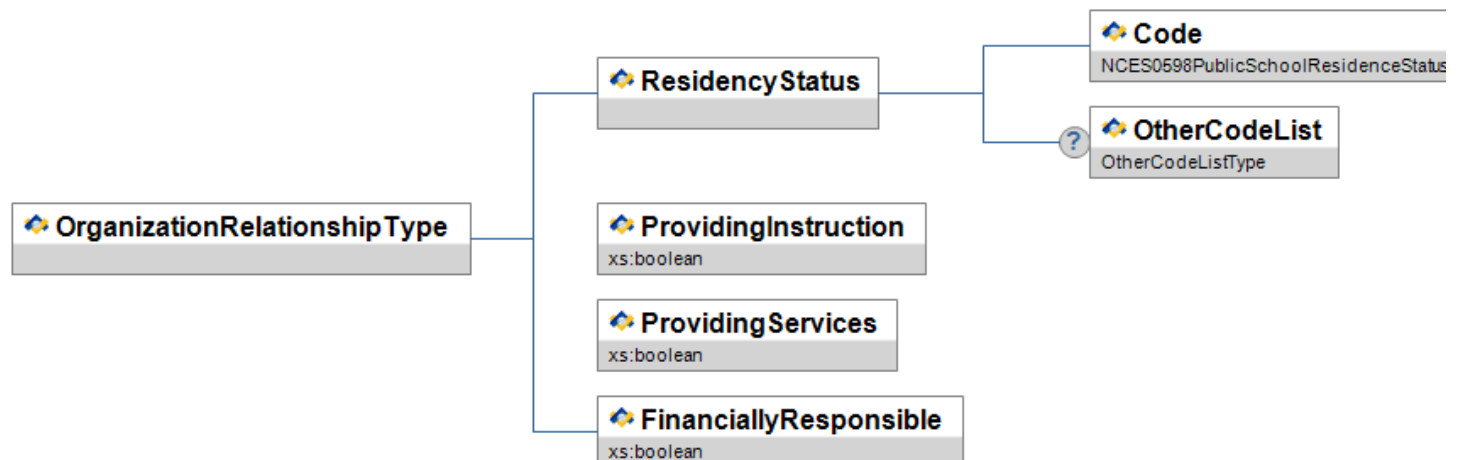 Code
NCES0598PublicSchoolResidenceStatus
ResidencyStatus
OtherCodeList
?
OtherCodeListType
OrganizationRelationshipType
ProvidingInstruction
xs:boolean
ProvidingServices
xs:boolean
FinanciallyResponsible
xs:boolean